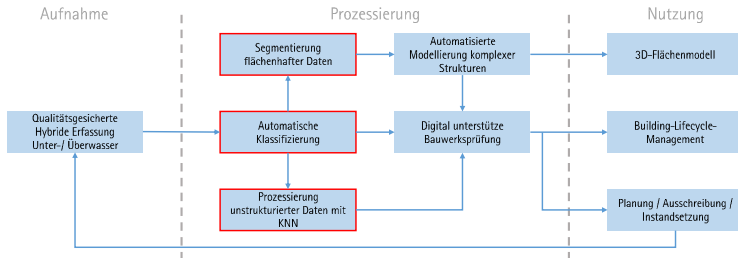 Aufnahme
Prozessierung
Nutzung
Segmentierung
flächenhafter Daten
Automatisierte
Modellierung komplexer
Strukturen
3D-Flächenmodell
Qualitätsgesicherte
Hybride Erfassung
Unter-/ Überwasser
Automatische
Klassifizierung
Digital unterstütze
Bauwerksprüfung
Building-Lifecycle-
Management
Prozessierung
unstrukturierter Daten mit
KNN
Planung / Ausschreibung /
Instandsetzung